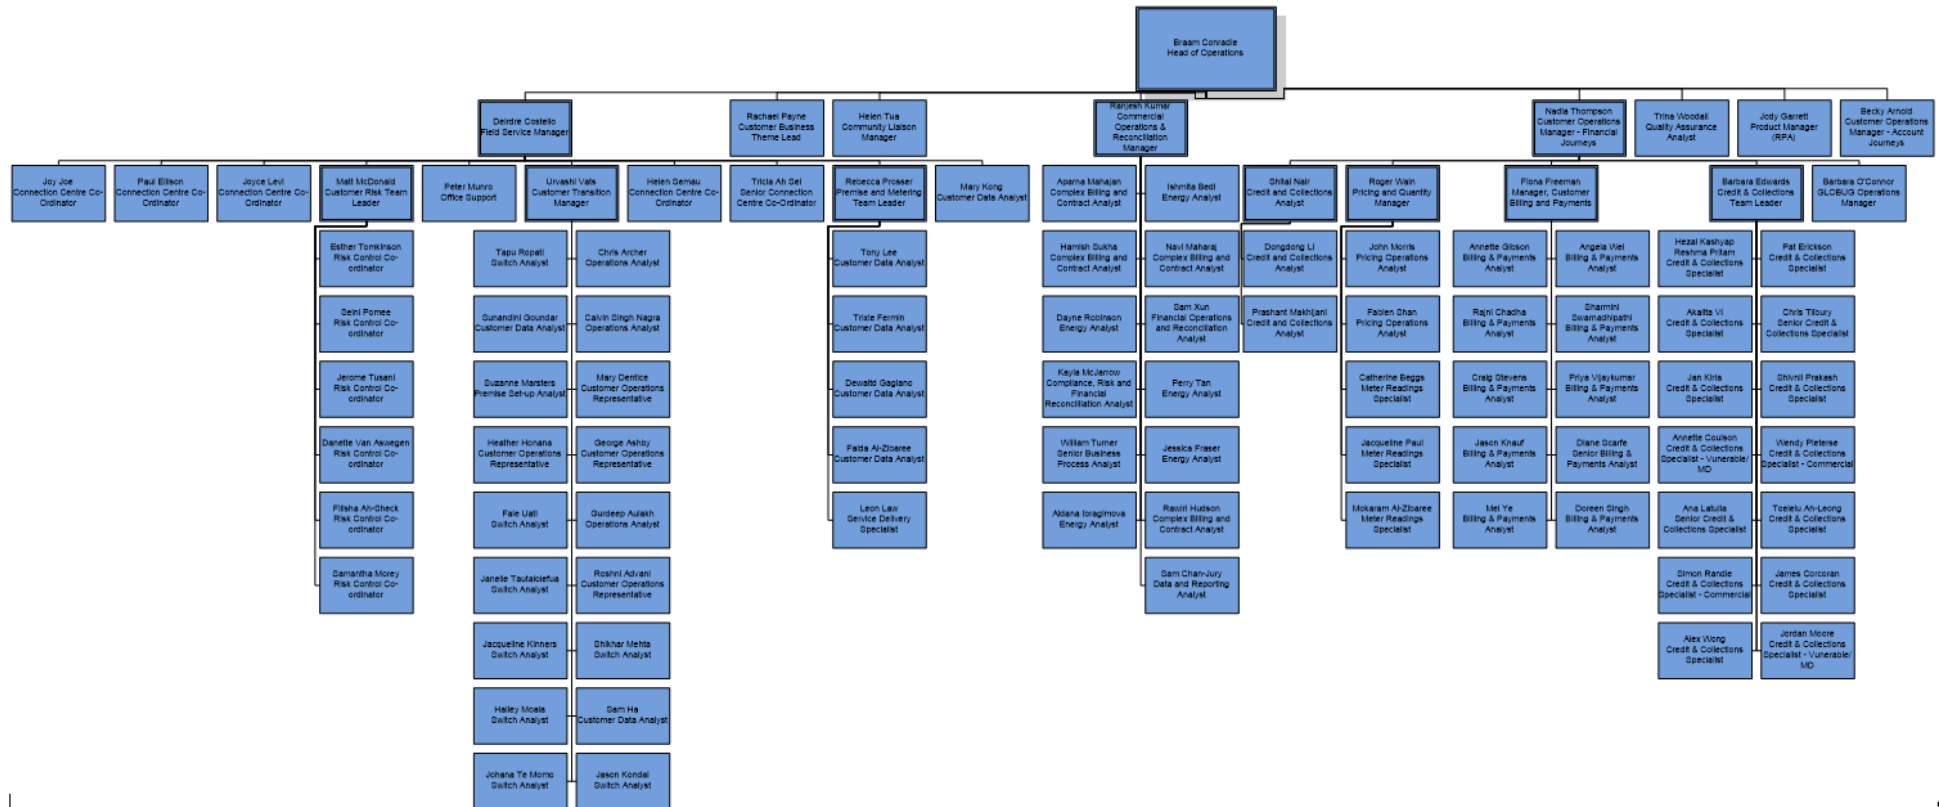 Braam Conradie
Head of Operations
Deirdre Costello
Field Service Manager
Rachael Payne
Customer Business
Theme Lead
Helen Tua
Community Liaison
Manager
Ranjesh Kumar
Commercial
Operations &
Reconciliation
Manager
Nadia Thompson
Customer Operations
Manager - Financial
Journeys
Trina Woodall
Quality Assurance
Analyst
Jody Garrett
Product Manager
(RPA)
Becky Arnold
Customer Operations
Manager - Account
Journeys
Joy Joe
Connection Centre Co-
Ordinator
Paul Ellison
Connection Centre Co-
Ordinator
Joyce Levi
Connection Centre Co-
Ordinator
Matt McDonald
Customer Risk Team
Leader
Peter Munro
Office Support
Urvashi Vats
Customer Transition
Manager
Helen Semau
Connection Centre Co-
Ordinator
Tricia Ah Sei
Senior Connection
Centre Co-Ordinator
Rebecca Prosser
Premise and Metering
Team Leader
Mary Kong
Customer Data Analyst
Aparna Mahajan
Complex Billing and
Contract Analyst
Ishmita Bedi
Energy Analyst
Shital Nair
Credit and Collections
Analyst
Roger Wain
Pricing and Quantity
Manager
Fiona Freeman
Manager, Customer
Billing and Payments
Barbara Edwards
Credit & Collections
Team Leader
Barbara O'Connor
GLOBUG Operations
Manager
Esther Tomkinson
Risk Control Co-
ordinator
Tapu Ropati
Switch Analyst
Chris Archer
Operations Analyst
Tony Lee
Customer Data Analyst
Hamish Sukha
Complex Billing and
Contract Analyst
Navi Maharaj
Complex Billing and
Contract Analyst
Dongdong Li
Credit and Collections
Analyst
John Morris
Pricing Operations
Analyst
Annette Gibson
Billing & Payments
Analyst
Angela Wei
Billing & Payments
Analyst
Hezal Kashyap
Reshma Pritam
Credit & Collections
Specialist
Pat Erickson
Credit & Collections
Specialist
Seini Pomee
Risk Control Co-
ordinator
Sunandini Goundar
Customer Data Analyst
Calvin Singh Nagra
Operations Analyst
Trixie Fermin
Customer Data Analyst
Dayne Robinson
Energy Analyst
Sam Xun
Financial Operations
and Reconciliation
Analyst
Prashant Makhijani
Credit and Collections
Analyst
Fabien Shan
Pricing Operations
Analyst
Rajni Chadha
Billing & Payments
Analyst
Sharmini
Swarnadhipathi
Billing & Payments
Analyst
Akalita Vi
Credit & Collections
Specialist
Chris Tilbury
Senior Credit &
Collections Specialist
Jerome Tusani
Risk Control Co-
ordinator
Suzanne Marsters
Premise Set-up Analyst
Mary Dentice
Customer Operations
Representative
Dewald Gagiano
Customer Data Analyst
Kayla McJarrow
Compliance, Risk and
Financial
Reconciliation Analyst
Perry Tan
Energy Analyst
Catherine Beggs
Meter Readings
Specialist
Craig Stevens
Billing & Payments
Analyst
Priya Vijaykumar
Billing & Payments
Analyst
Jan Kiria
Credit & Collections
Specialist
Shivnil Prakash
Credit & Collections
Specialist
Danette Van Aswegen
Risk Control Co-
ordinator
Heather Honana
Customer Operations
Representative
George Ashby
Customer Operations
Representative
Faida Al-Zibaree
Customer Data Analyst
William Turner
Senior Business
Process Analyst
Jessica Fraser
Energy Analyst
Jacqueline Paul
Meter Readings
Specialist
Jason Knauf
Billing & Payments
Analyst
Diane Scarfe
Senior Billing &
Payments Analyst
Annette Coulson
Credit & Collections
Specialist - Vunerable/
MD
Wendy Pieterse
Credit & Collections
Specialist - Commercial
Filisha Ah-Sheck
Risk Control Co-
ordinator
Fale Uati
Switch Analyst
Gurdeep Aulakh
Operations Analyst
Leon Law
Service Delivery
Specialist
Aidana Ibragimova
Energy Analyst
Rawiri Hudson
Complex Billing and
Contract Analyst
Mokaram Al-Zibaree
Meter Readings
Specialist
Mei Ye
Billing & Payments
Analyst
Doreen Singh
Billing & Payments
Analyst
Ana Latulia
Senior Credit &
Collections Specialist
Toelelu Ah-Leong
Credit & Collections
Specialist
Samantha Morey
Risk Control Co-
ordinator
Janelle Tautaiolefua
Switch Analyst
Roshni Advani
Customer Operations
Representative
Sam Chan-Jury
Data and Reporting
Analyst
Simon Randle
Credit & Collections
Specialist - Commercial
James Corcoran
Credit & Collections
Specialist
Jacqueline Kinners
Switch Analyst
Shikhar Mehta
Switch Analyst
Alex Wong
Credit & Collections
Specialist
Jordan Moore
Credit & Collections
Specialist - Vunerable/
MD
Hailey Moala
Switch Analyst
Sam Ha
Customer Data Analyst
Johana Te Momo
Switch Analyst
Jason Kondal
Switch Analyst